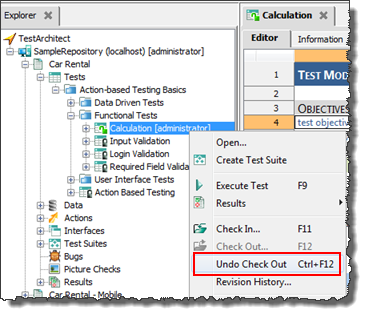 Explorer
TestArchitect
SampleRepository (localhost) [administrator]
Car Rental
Tests
Action-based Testing Basics
Data Driven Tests
Functional Tests
Calculation [administrator]
Input Validation
Login Validation
Required Field Valida
User Interface Tests
Action Based Testing
Data
Actions
Interfaces
Test Suites
Bugs
Picture Checks
Results
Car Rental - Mobile
Calculation
Editor Information
1 TEST MOD
2
3 OBJECTIVES
4 test objectiv
Open...
Create Test Suite
Execute Test F9
Results
Check In... F11
Check Out... F12
Undo Check Out Ctrl+F12
Revision History...